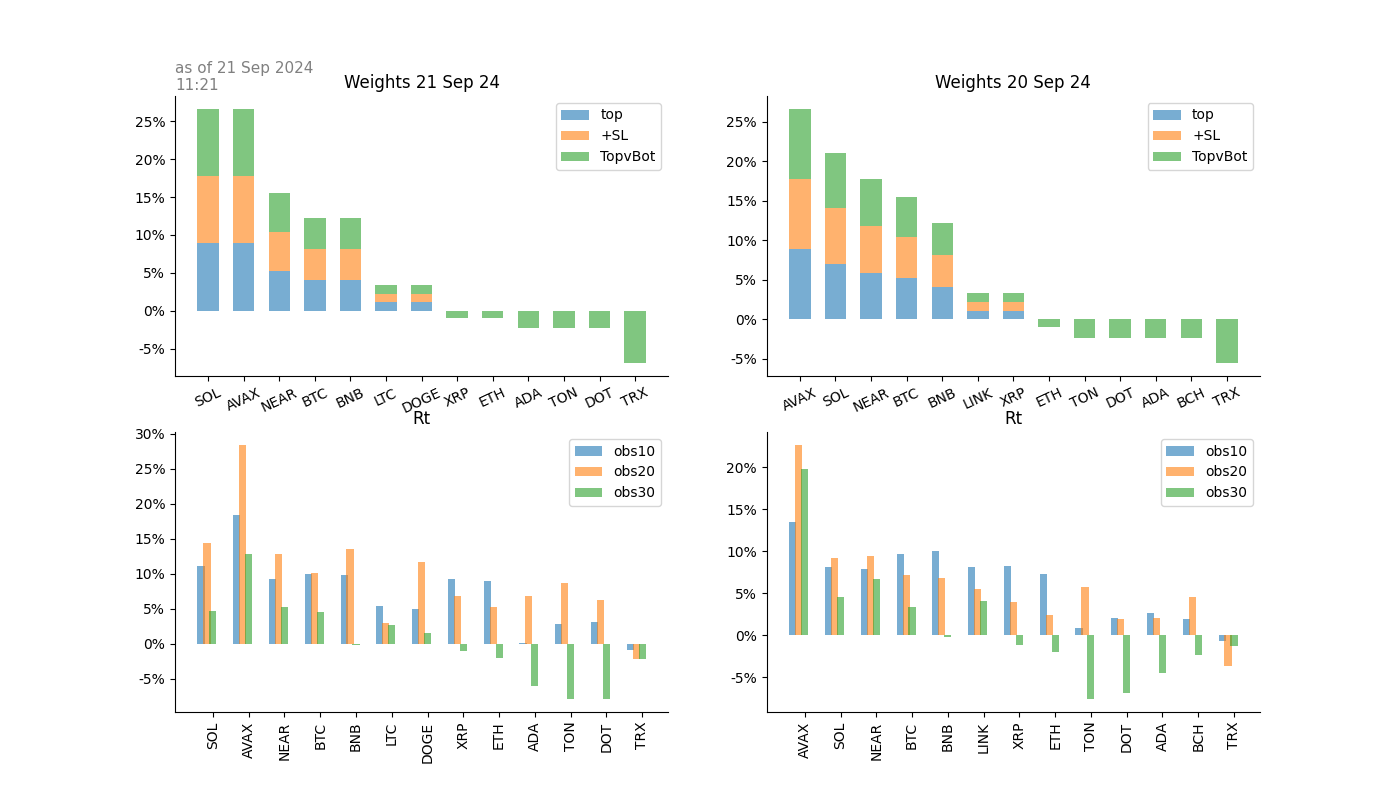 as of 21 Sep 2024
11:21
Weights 21 Sep 24
25%
20%
15%
10%
5%
0%
-5%
top
+SL
TopvBot
SOL AVAX NEAR BTC BNB LTC DOGE XRP ETH ADA TON DOT TRX
Weights 20 Sep 24
25%
20%
15%
10%
5%
0%
-5%
top
+SL
TopvBot
AVAX SOL NEAR BTC BNB LINK XRP ETH TON DOT ADA BCH TRX
Rt
30%
25%
20%
15%
10%
5%
0%
-5%
obs10
obs20
obs30
SOL AVAX NEAR BTC BNB LTC DOGE XRP ETH ADA TON DOT TRX
Rt
20%
15%
10%
5%
0%
-5%
obs10
obs20
obs30
AVAX SOL NEAR BTC BNB LINK XRP ETH TON DOT ADA BCH TRX